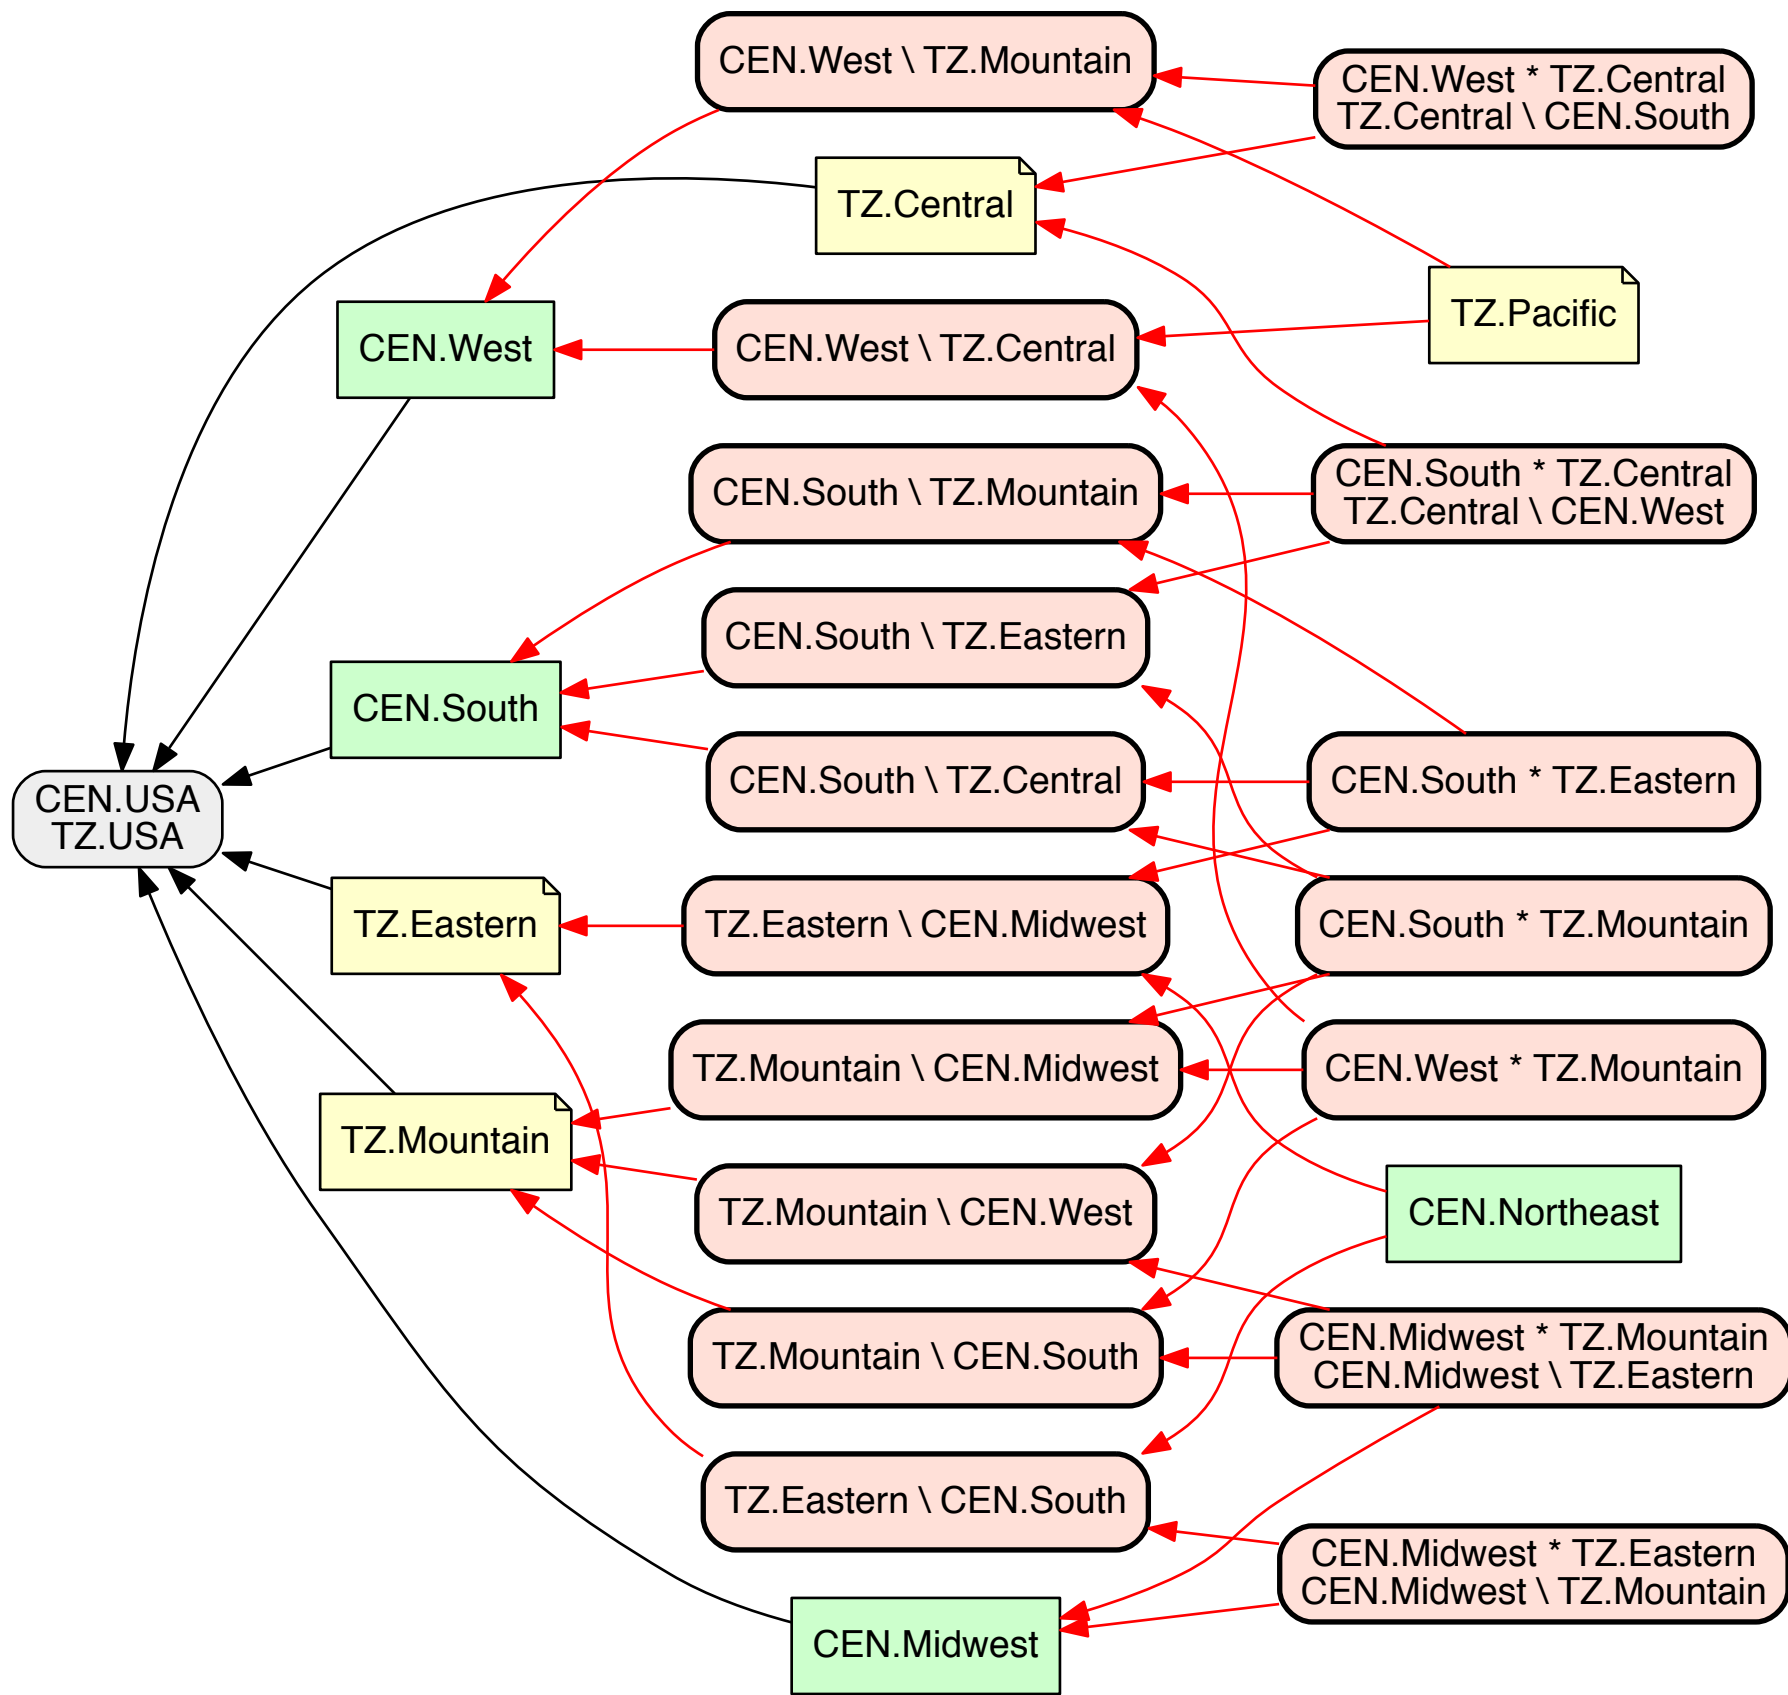 CEN.West \ TZ.Mountain
CEN.West * TZ.Central
TZ.Central \ CEN.South
TZ.Central
TZ.Pacific
CEN.West
CEN.West \ TZ.Central
CEN.South \ TZ.Mountain
CEN.South * TZ.Central
TZ.Central \ CEN.West
CEN.South \ TZ.Eastern
CEN.South
CEN.South \ TZ.Central
CEN.South * TZ.Eastern
CEN.USA
TZ.USA
TZ.Eastern
TZ.Eastern \ CEN.Midwest
CEN.South * TZ.Mountain
TZ.Mountain \ CEN.Midwest
CEN.West * TZ.Mountain
TZ.Mountain
TZ.Mountain \ CEN.West
CEN.Northeast
TZ.Mountain \ CEN.South
CEN.Midwest * TZ.Mountain
CEN.Midwest \ TZ.Eastern
TZ.Eastern \ CEN.South
CEN.Midwest * TZ.Eastern
CEN.Midwest \ TZ.Mountain
CEN.Midwest